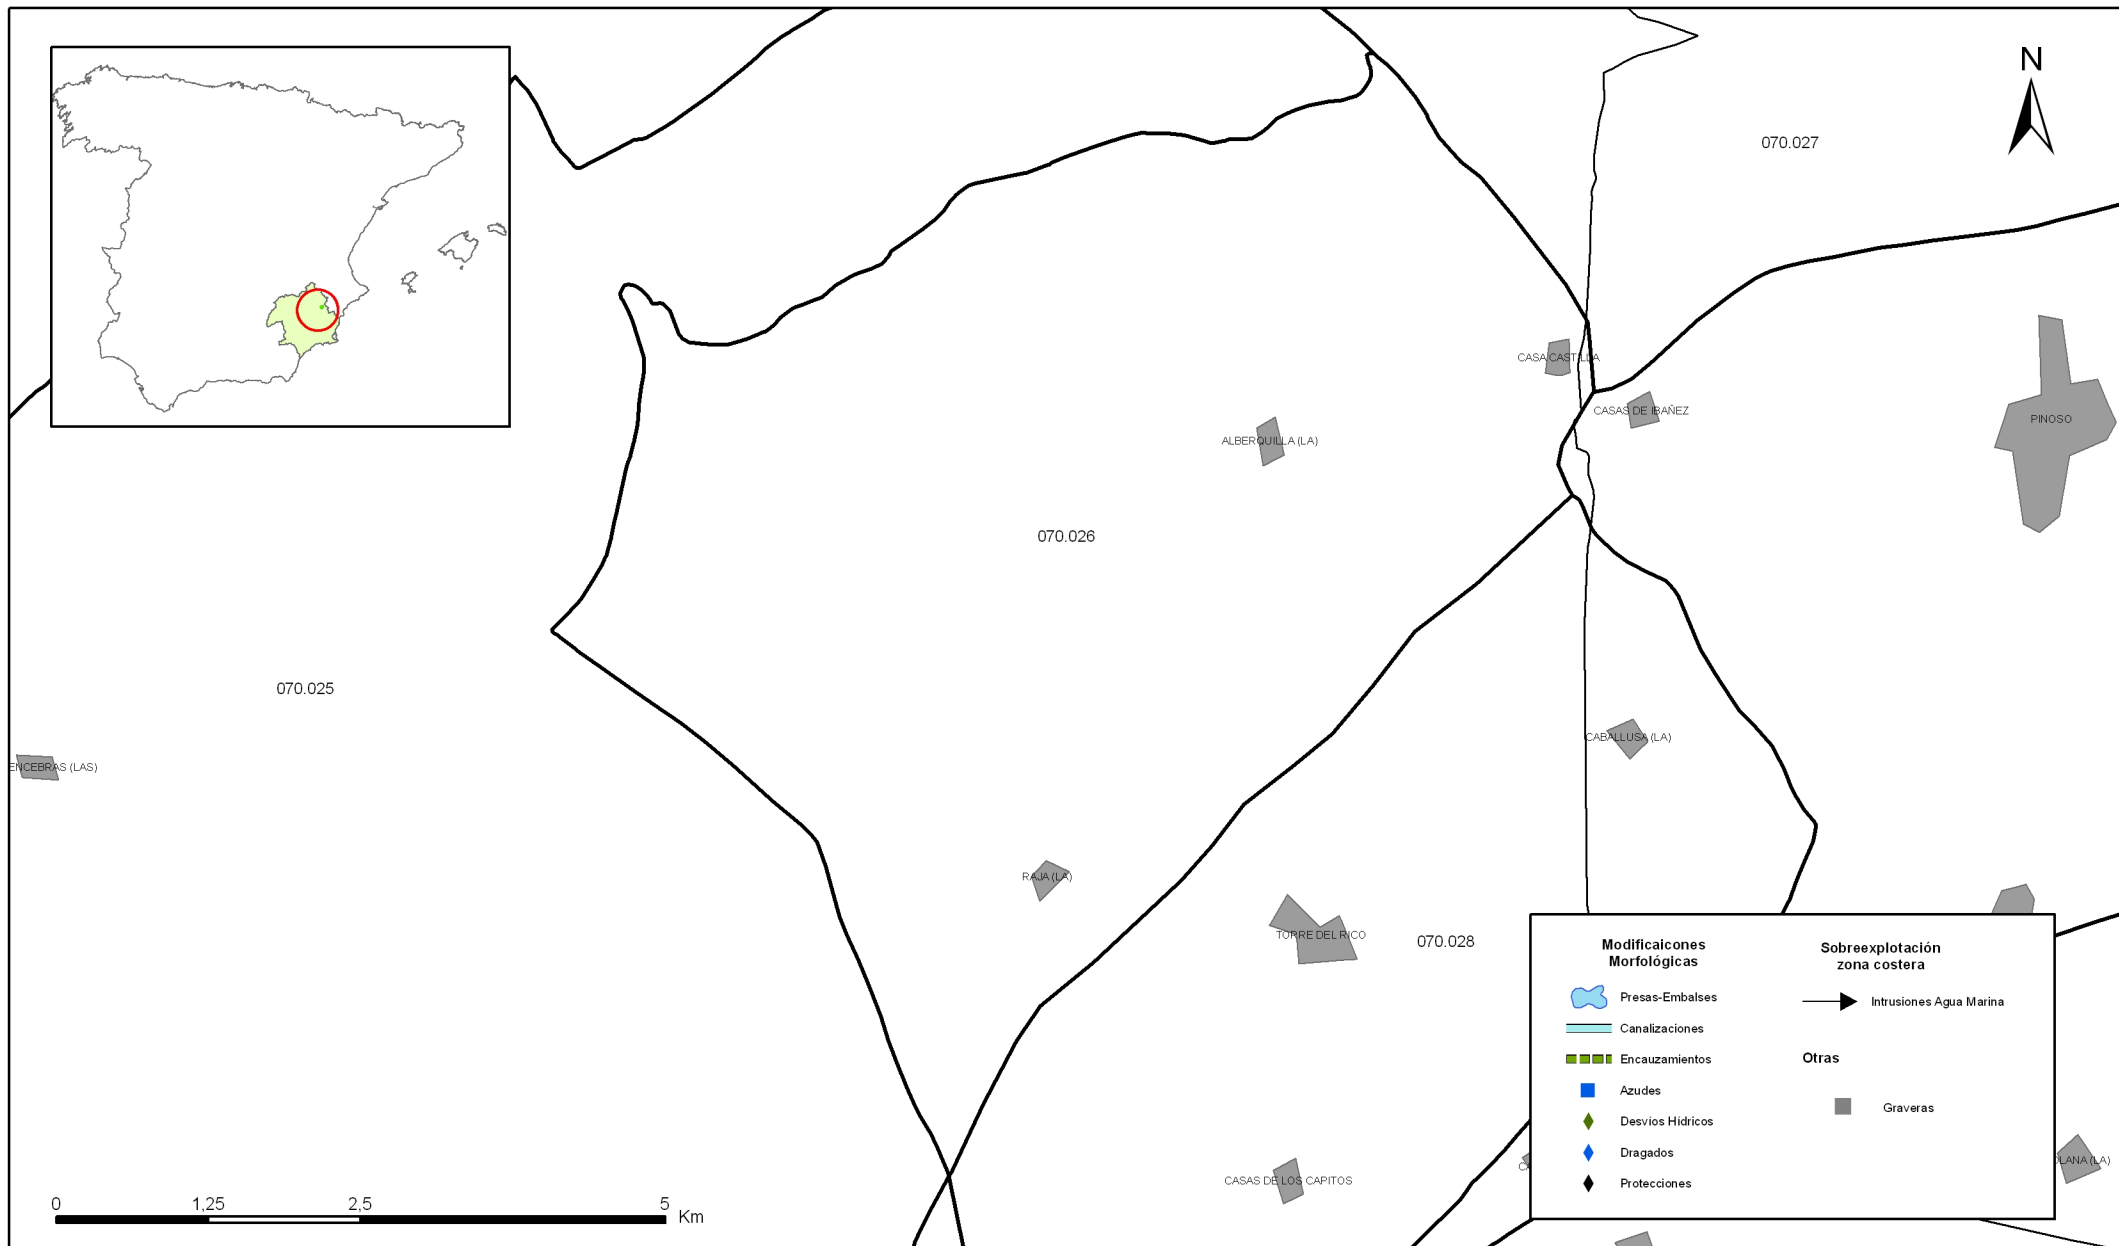 N
070.027
CASA CASTILLA
CASAS DE IBAÑEZ
PINOSO
ALBERQUILLA (LA)
070.026
070.025
CABALLUSA (LA)
ENCEBRAS (LAS)
RAJA (LA)
TORRE DEL RICO
070.028
CASAS DE LOS CAPITOS
0 1,25 2,5 5 Km
Modificaicones
Morfológicas
Presas-Embalses
Canalizaciones
Encauzamientos
Azudes
Desvios Hídricos
Dragados
Protecciones
Sobreexplotación
zona costera
Intrusiones Agua Marina
Otras
Graveras
OLANA (LA)